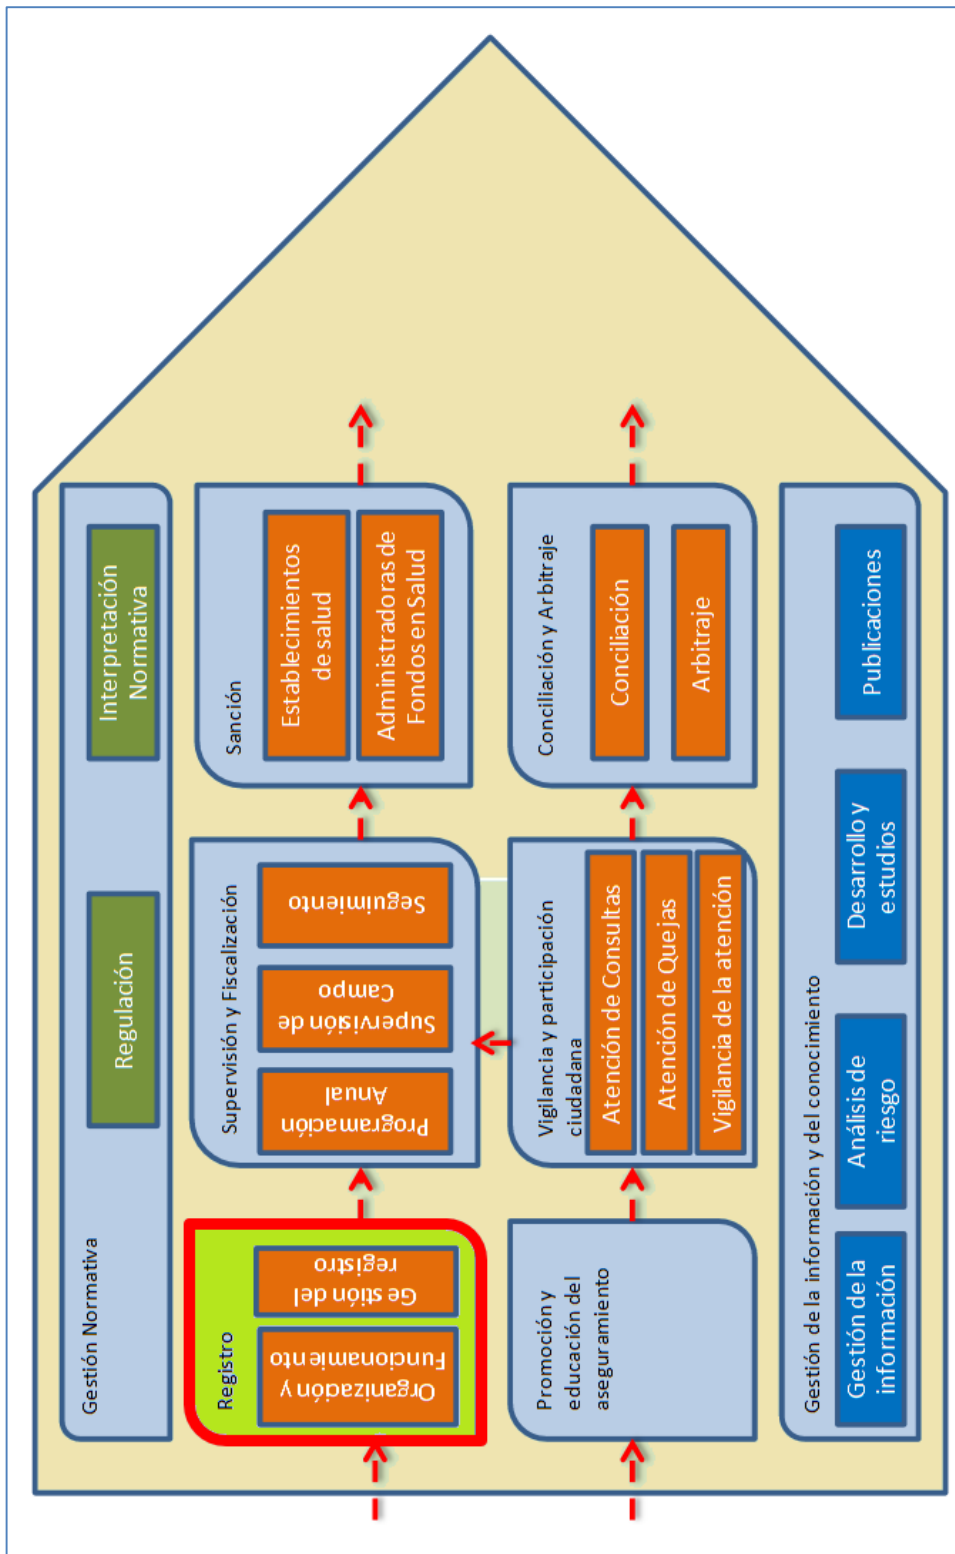 Gestión Normativa
Regulación
Interpretación
Normativa
Registro
Organización y
Funcionamiento
Gestión del
registro
Supervisión y Fiscalización
Programación
Anual
Supervisión de
Campo
Seguimiento
Sanción
Establecimientos
de salud
Administradoras de
Fondos en Salud
Promoción y
educación del
aseguramiento
Vigilancia y participación
ciudadana
Atención de Consultas
Atención de Quejas
Vigilancia de la atención
Conciliación y Arbitraje
Conciliación
Arbitraje
Gestión de la información y del conocimiento
Gestión de la
información
Análisis de
riesgo
Desarrollo y
estudios
Publicaciones